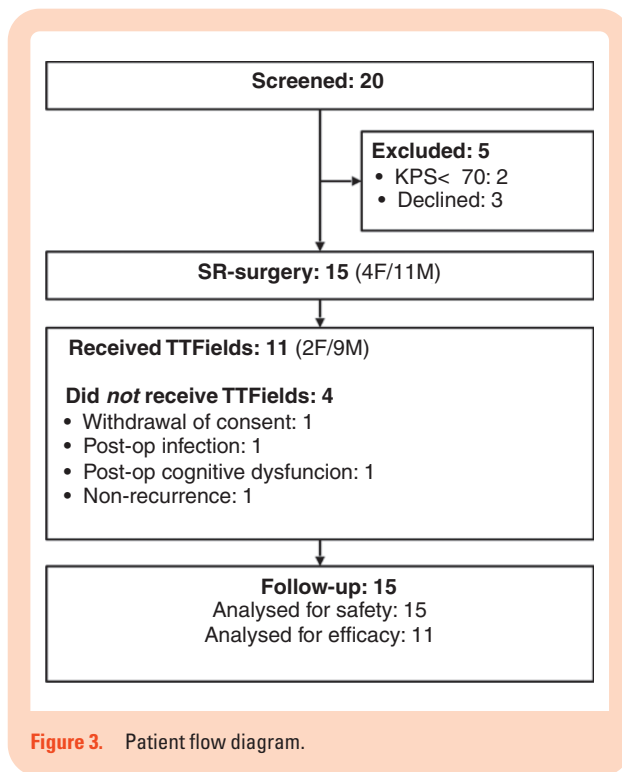 Screened: 20
Excluded: 5
• KPS< 70: 2
• Declined: 3
SR-surgery: 15 (4F/11M)
Received TTFields: 11 (2F/9M)
Did not receive TTFields: 4
• Withdrawal of consent: 1
• Post-op infection: 1
• Post-op cognitive dysfuncion: 1
• Non-recurrence: 1
Follow-up: 15
Analysed for safety: 15
Analysed for efficacy: 11
Figure 3. Patient flow diagram.